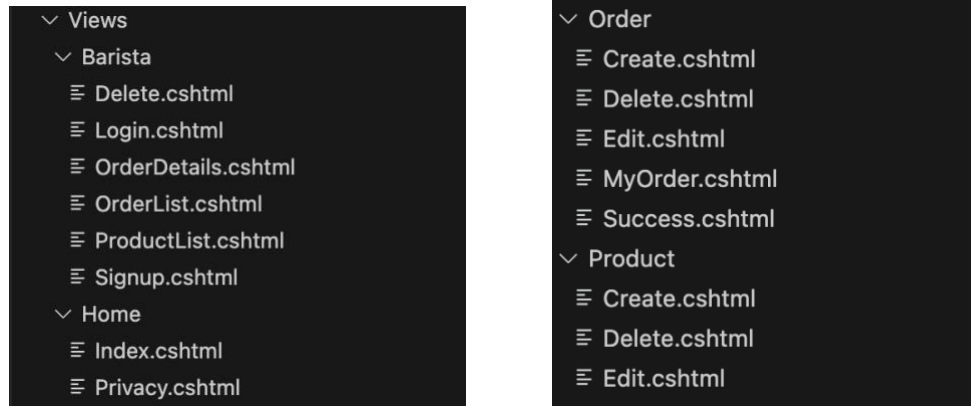 Views
Barista
Delete.cshtml
Login.cshtml
OrderDetails.cshtml
OrderList.cshtml
ProductList.cshtml
Signup.cshtml
Home
Index.cshtml
Privacy.cshtml
Order
Create.cshtml
Delete.cshtml
Edit.cshtml
MyOrder.cshtml
Success.cshtml
Product
Create.cshtml
Delete.cshtml
Edit.cshtml